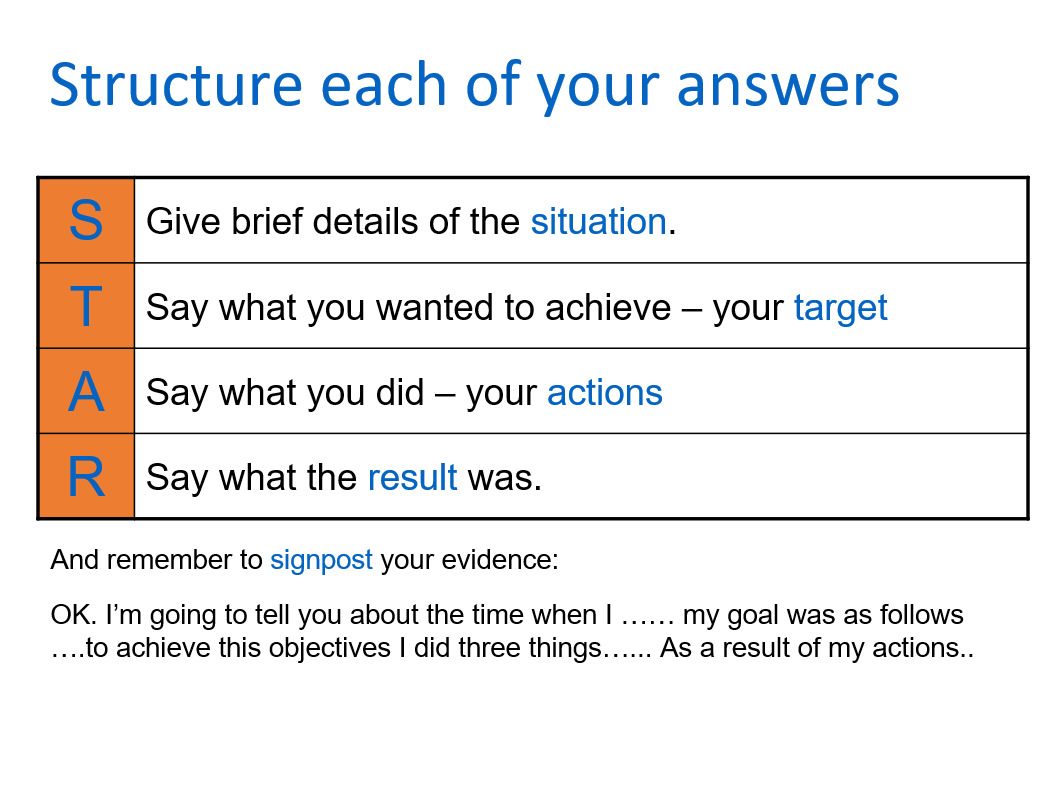 Structure each of your answers
S Give brief details of the situation.
T Say what you wanted to achieve – your target
A Say what you did – your actions
R Say what the result was.
And remember to signpost your evidence:
OK. I’m going to tell you about the time when I …… my goal was as follows
….to achieve this objectives I did three things…... As a result of my actions..